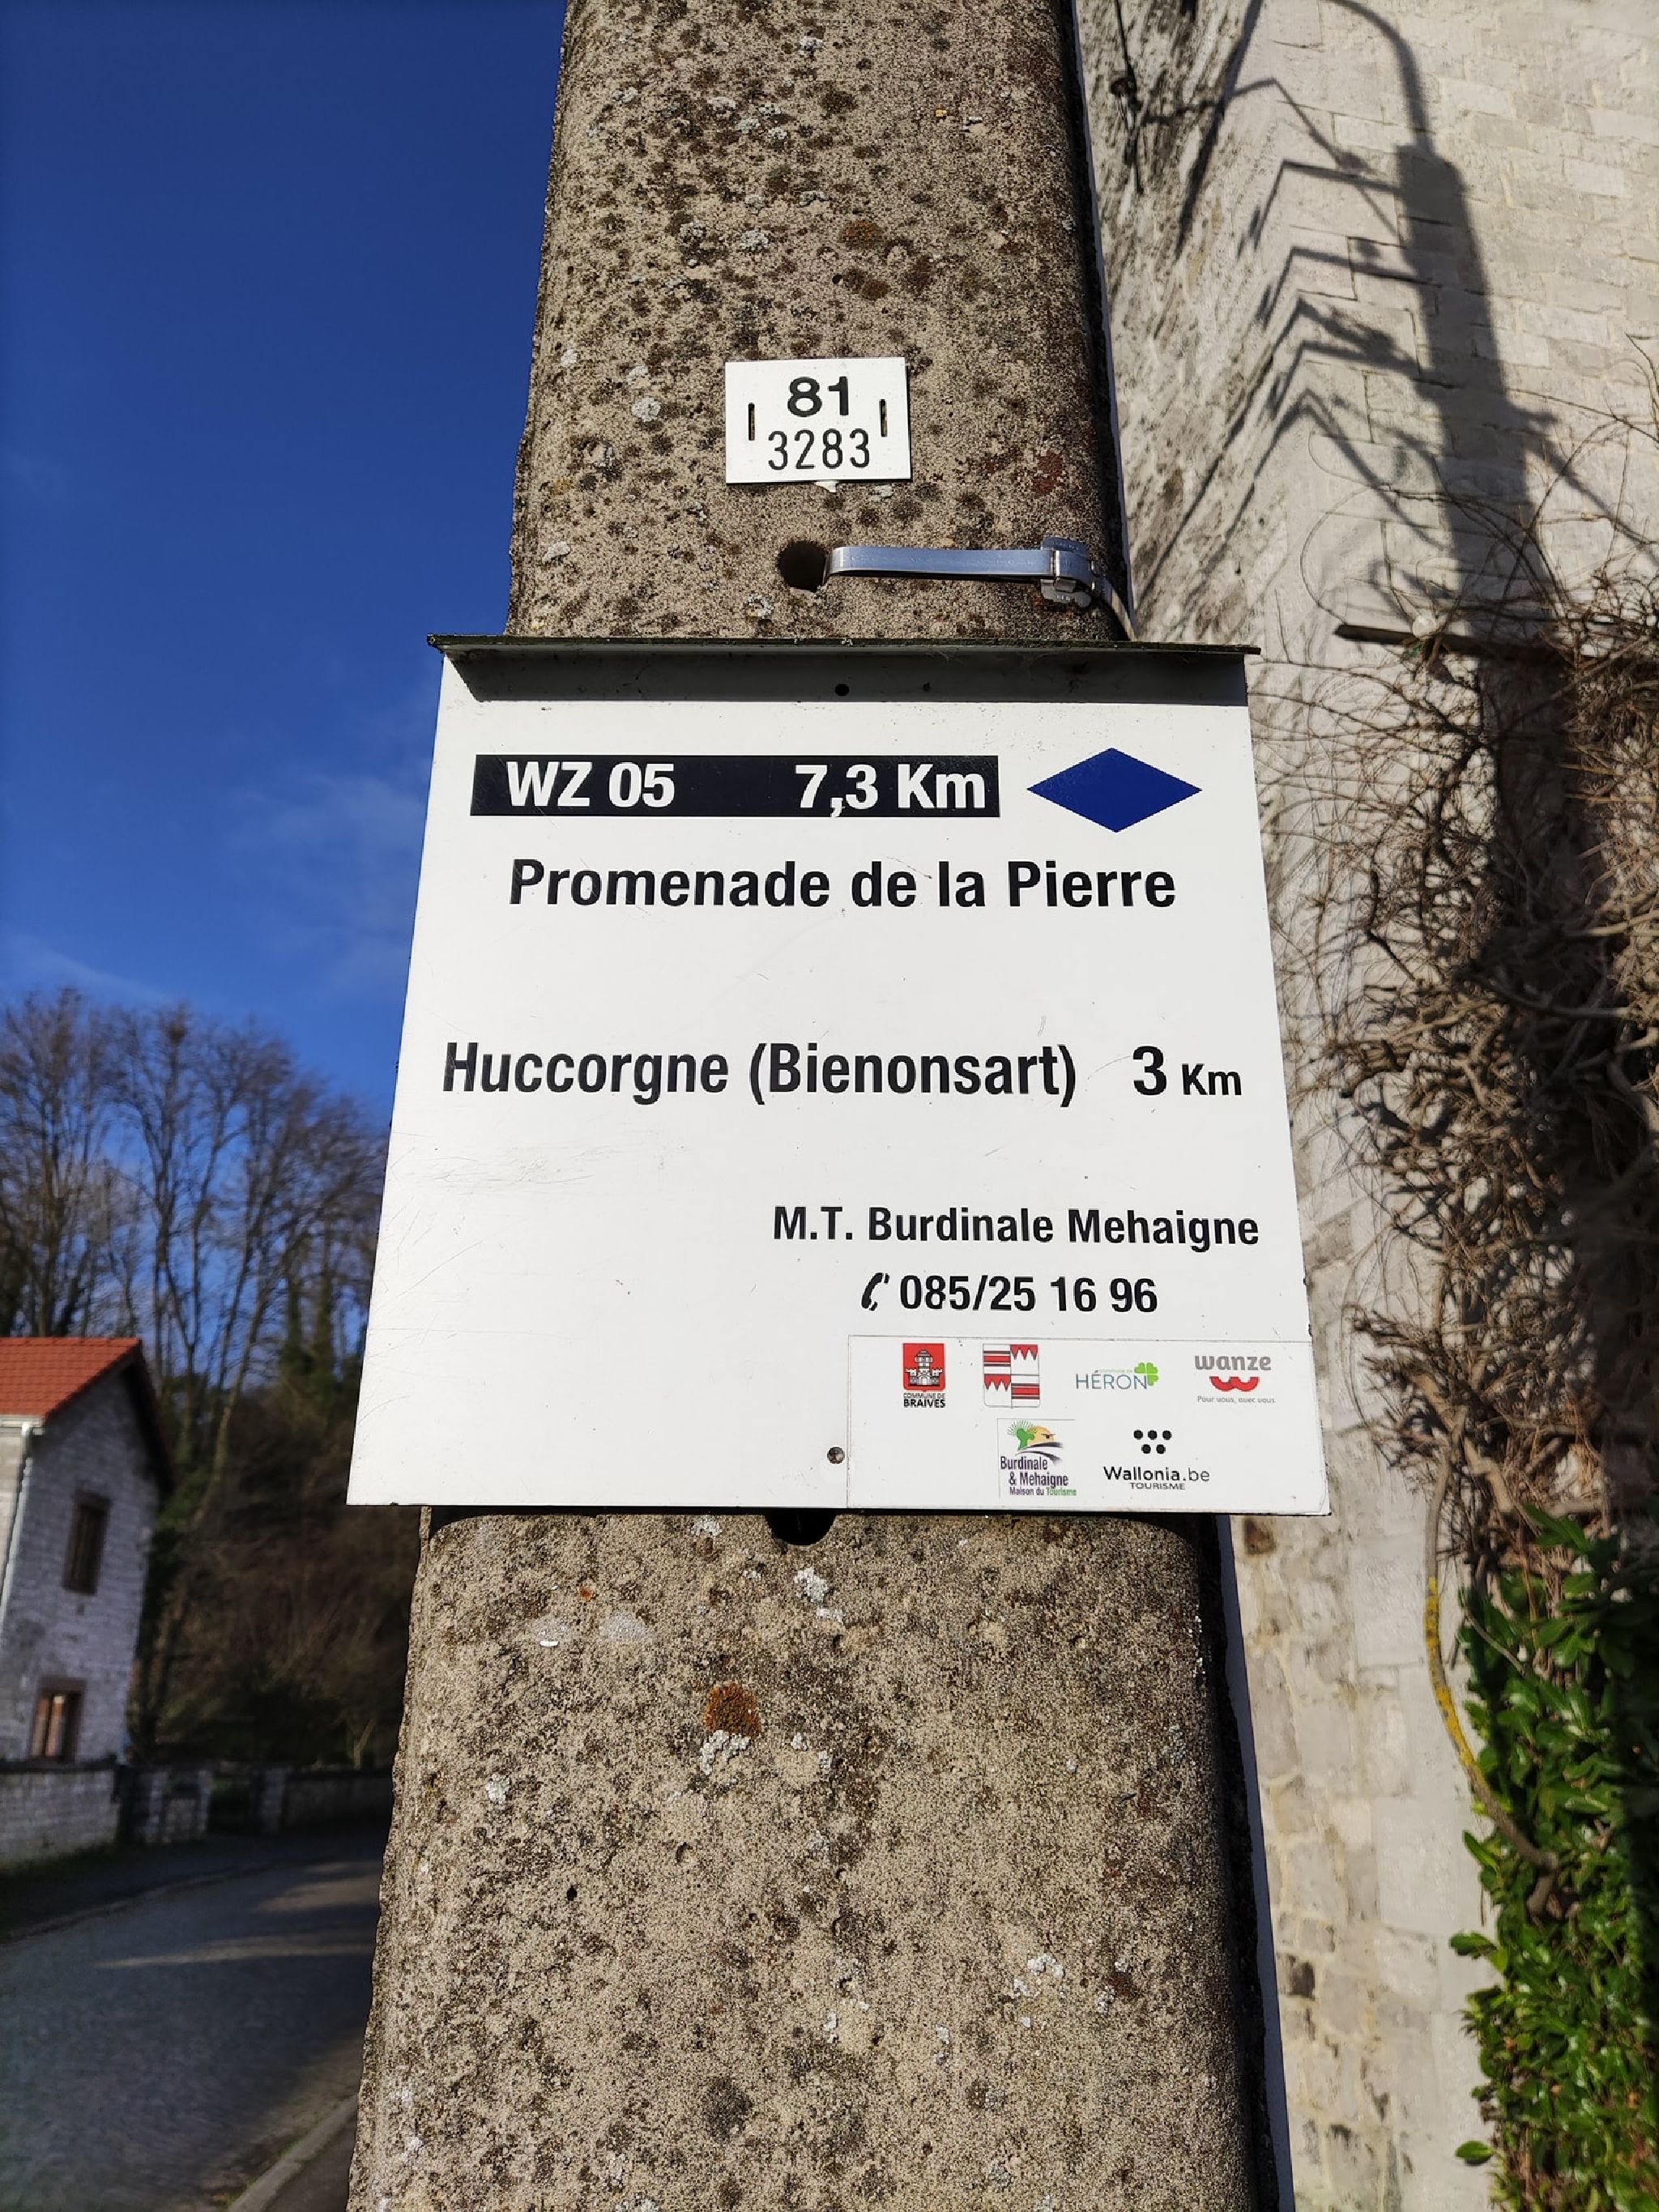 81
3283
WZ 05 7,3 Km
Promenade de la Pierre
Huccorgne (Bienonsart) 3 Km
M.T. Burdinale Mehaigne
085/25 16 96
COMMUNE DE
BRAIVES
HÉRON
wanze
Pour vous, avec vous
Burdinale
& Mehaigne
Maison du Tourisme
Wallonia.be
TOURISME